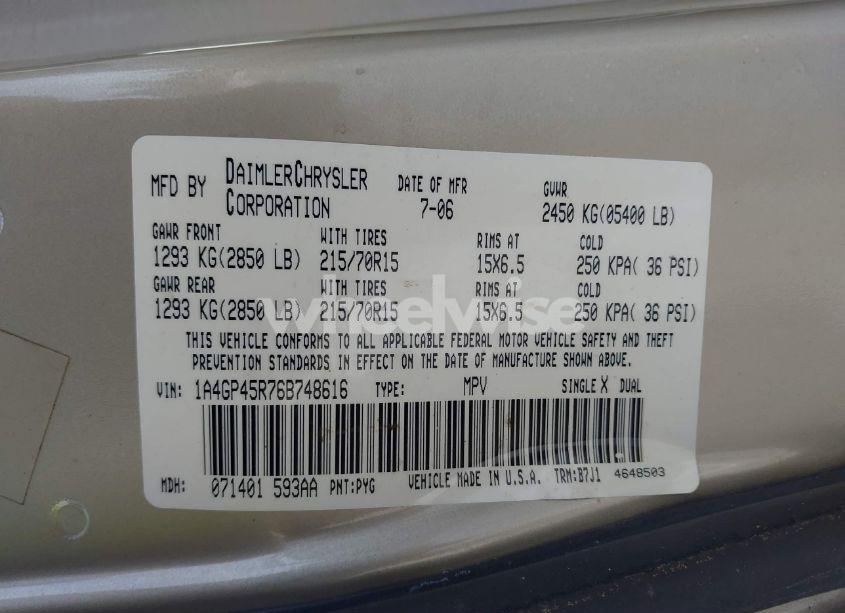 MFD BY DAIMLERCHRYSLER CORPORATION DATE OF MFR 7-06 GVWR 2450 KG(05400 LB)
GAWR FRONT WITH TIRES RIMS AT COLD
1293 KG(2850 LB) 215/70R15 15X6.5 250 KPA( 36 PSI)
GAWR REAR WITH TIRES RIMS AT COLD
1293 KG(2850 LB) 215/70R15 15X6.5 250 KPA( 36 PSI)
wheelwise
THIS VEHICLE CONFORMS TO ALL APPLICABLE FEDERAL MOTOR VEHICLE SAFETY AND THEFT
PREVENTION STANDARDS IN EFFECT ON THE DATE OF MANUFACTURE SHOWN ABOVE.
VIN: 1A4GP45R76B748616 TYPE: MPV SINGLE X DUAL
MDH: 071401 593AA PNT:PYG VEHICLE MADE IN U.S.A. TRM:B7J1 4648503